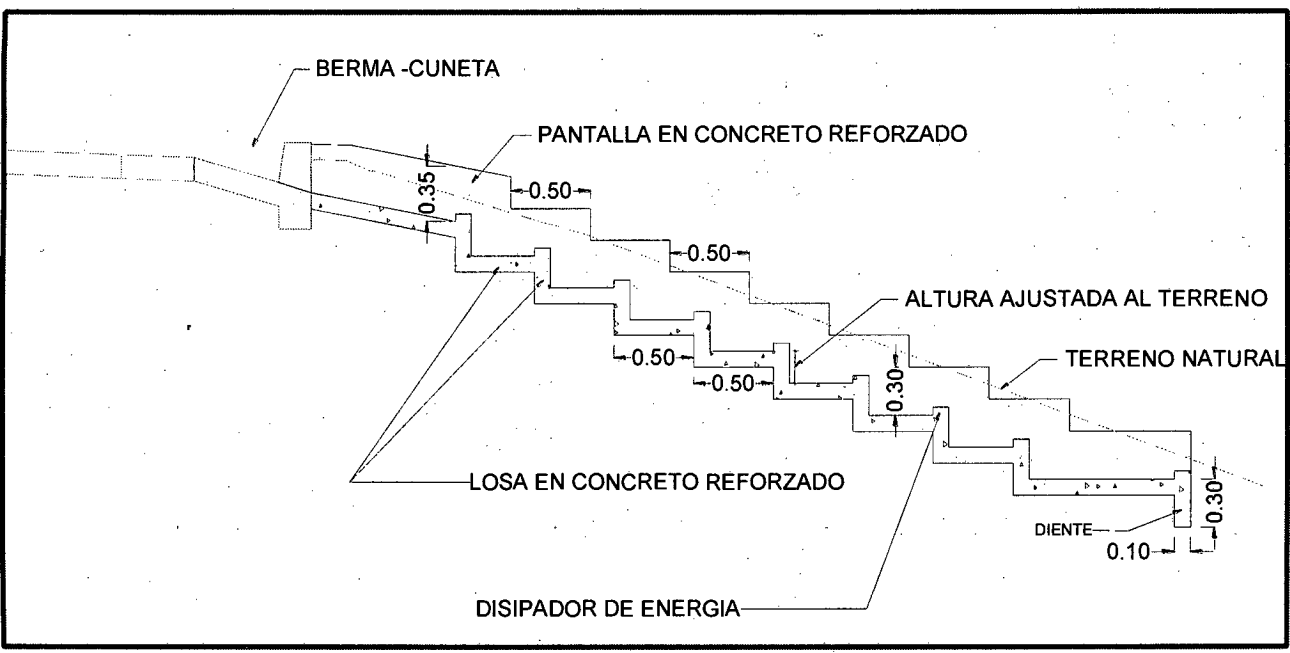 BERMA -CUNETA
PANTALLA EN CONCRETO REFORZADO
0.35
0.50
0.50
ALTURA AJUSTADA AL TERRENO
TERRENO NATURAL
0.50
0.50
0.30
LOSA EN CONCRETO REFORZADO
0.30
DIENTE
0.10
DISIPADOR DE ENERGIA